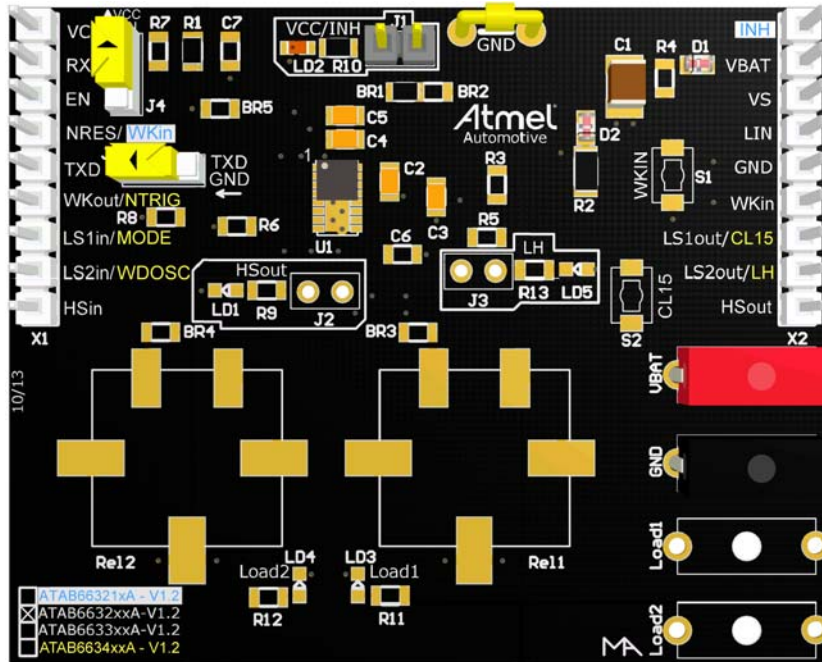 VCC
R7
R1
C7
VCC/INH
J1
LD2
R10
GND
C1
R4
D1
INH
VC
RX
VBAT
EN
J4
VS
BR5
BR1
BR2
C5
C4
Atmel
Automotive
D2
NRES/WKin
LIN
TXD
TXD
GND
1
C2
R3
R2
WKIN
S1
GND
WKout/NTRIG
WKin
R8
R6
U1
C3
R5
LS1in/MODE
LS1out/CL15
C6
LH
LS2in/WDOSC
HSout
LS2out/LH
LD1
R9
J2
J3
R13
LD5
CL15
S2
HSin
HSout
X1
BR4
BR3
X2
10/13
VBAT
GND
Rel2
Rel1
Load1
LD4
LD3
Load2
Load1
R12
R11
Load2
ATAB66321xA - V1.2
ATAB6632xxA-V1.2
ATAB6633xxA-V1.2
ATAB6634xxA - V1.2
MA